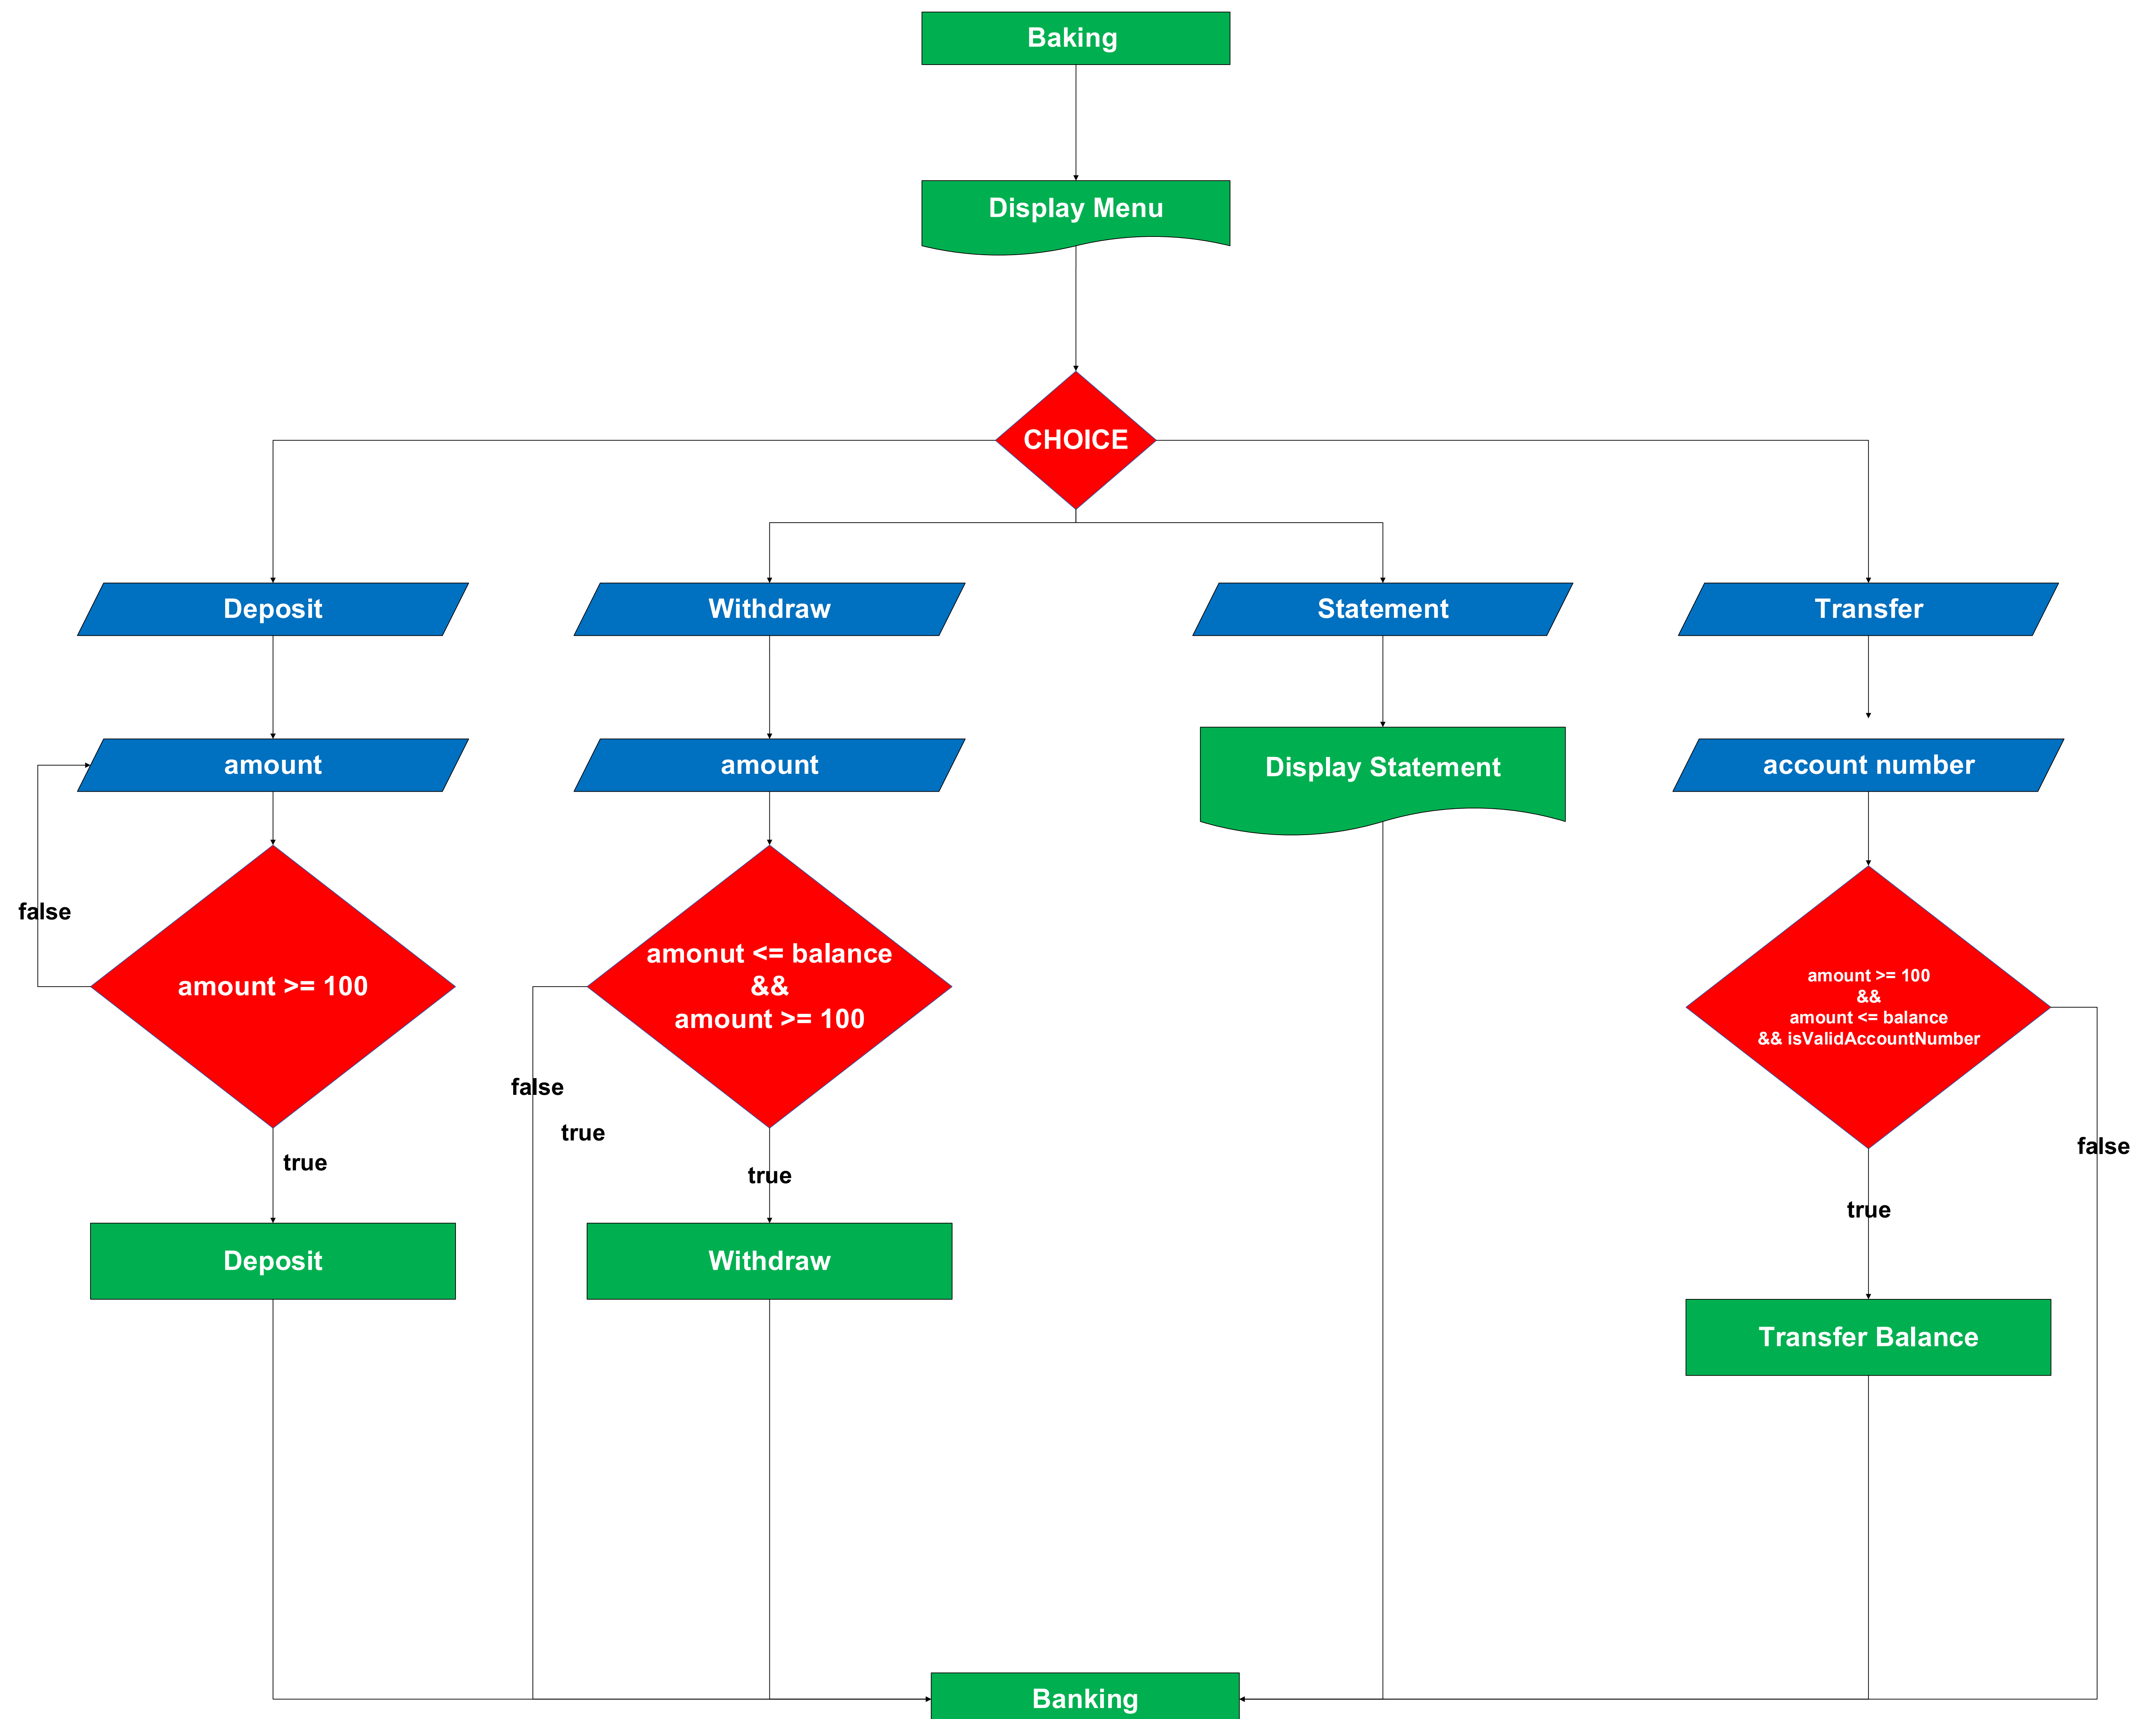 Baking
Display Menu
CHOICE
Deposit
Withdraw
Statement
Transfer
amount
amount
Display Statement
account number
false
amount >= 100
amonut <= balance
&&
amount >= 100
amount >= 100
&&
amount <= balance
&& isValidAccountNumber
false
true
true
true
false
true
Deposit
Withdraw
Transfer Balance
Banking